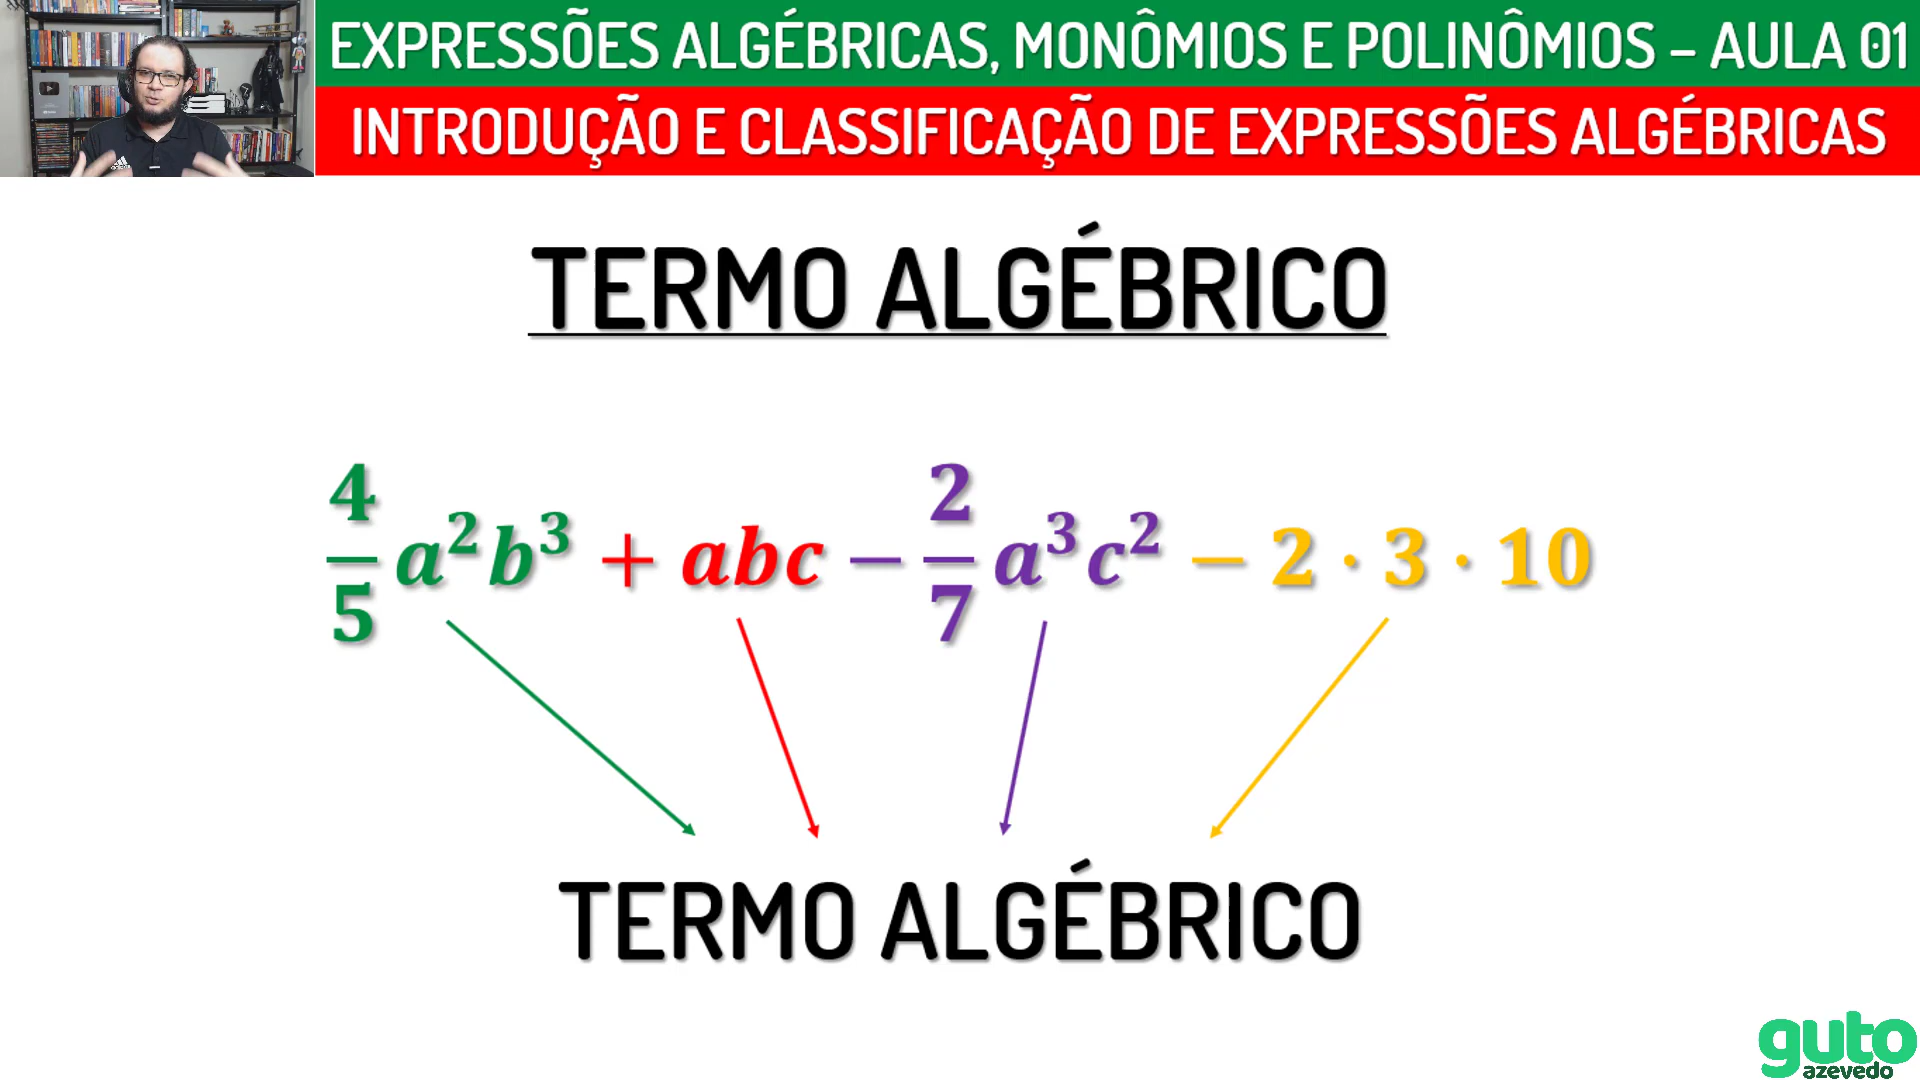 EXPRESSÕES ALGÉBRICAS, MONÔMIOS E POLINÔMIOS – AULA 01
INTRODUÇÃO E CLASSIFICAÇÃO DE EXPRESSÕES ALGÉBRICAS
TERMO ALGÉBRICO
4/5 a²b³ + abc − 2/7 a³c² − 2 · 3 · 10
TERMO ALGÉBRICO
guto
azevedo